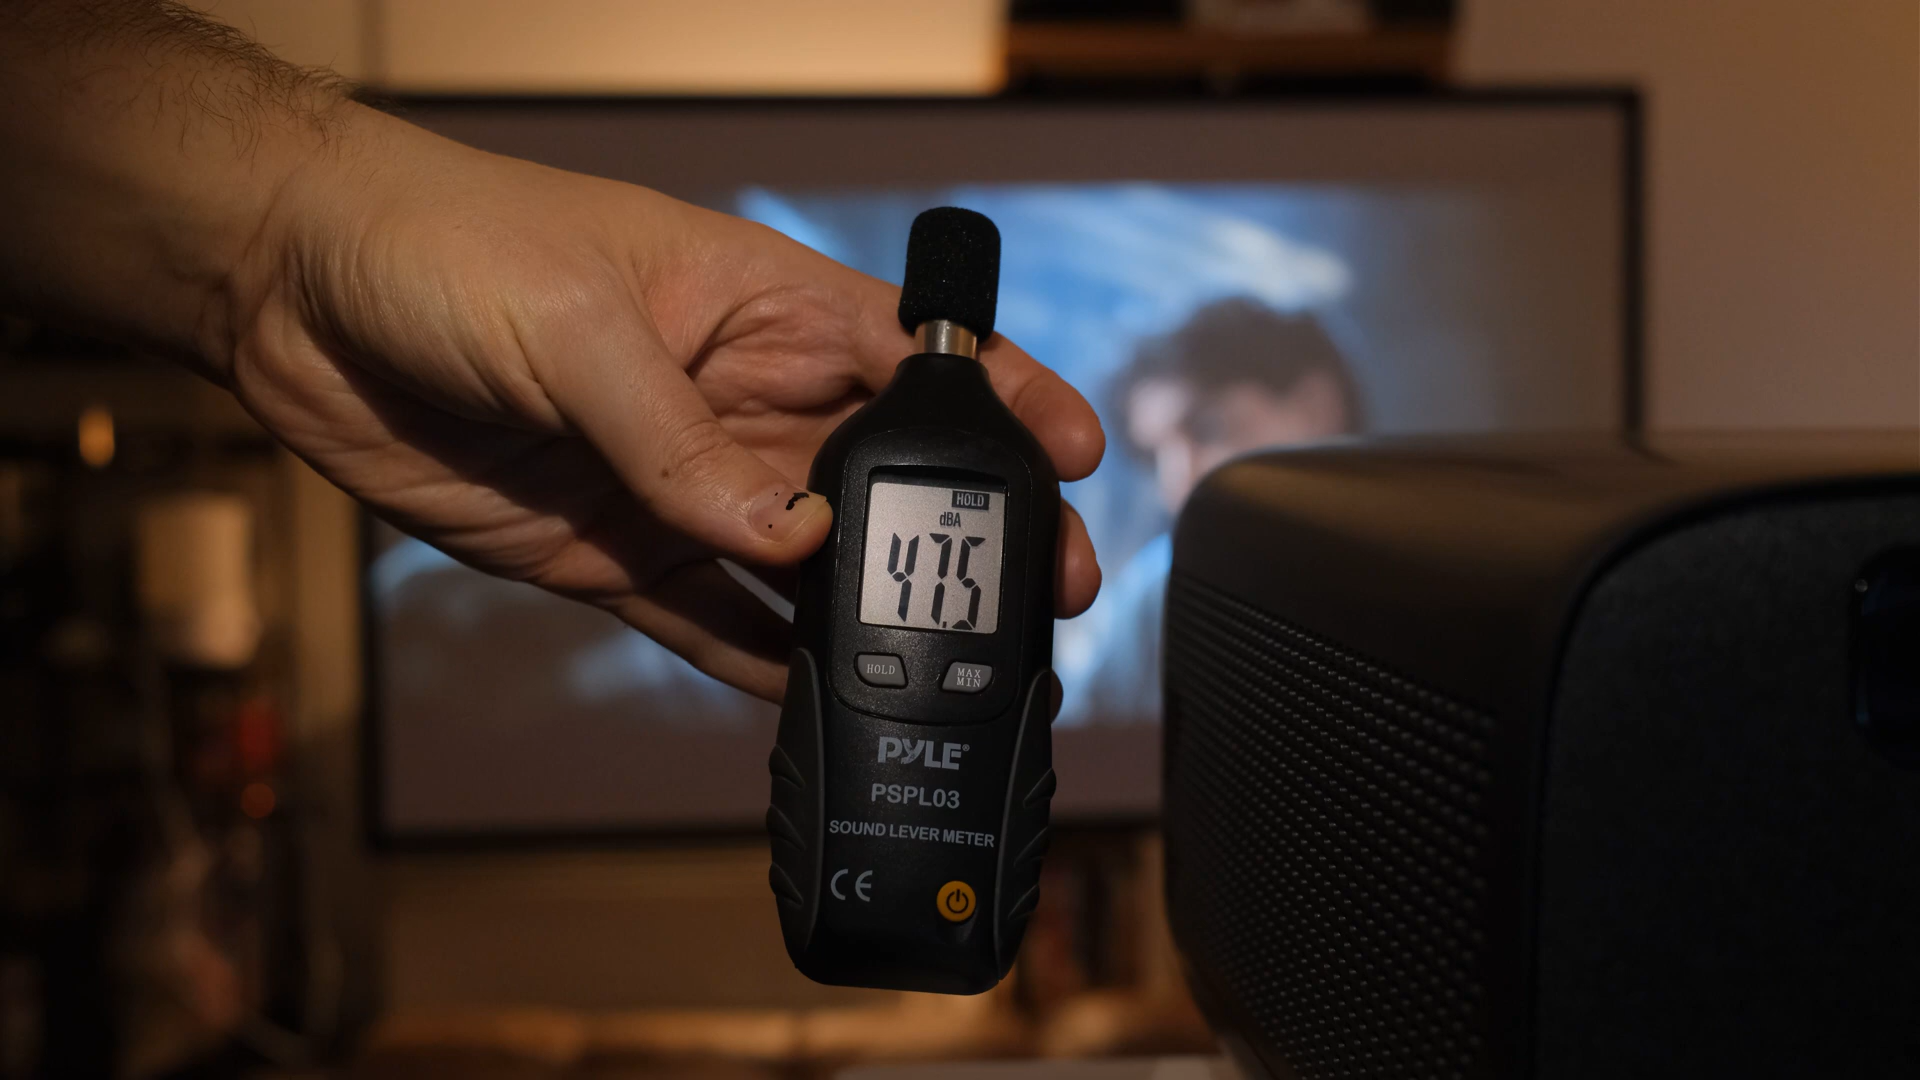 HOLD
dBA
47.5
HOLD
MAX
MIN
PYLE®
PSPL03
SOUND LEVER METER
CE